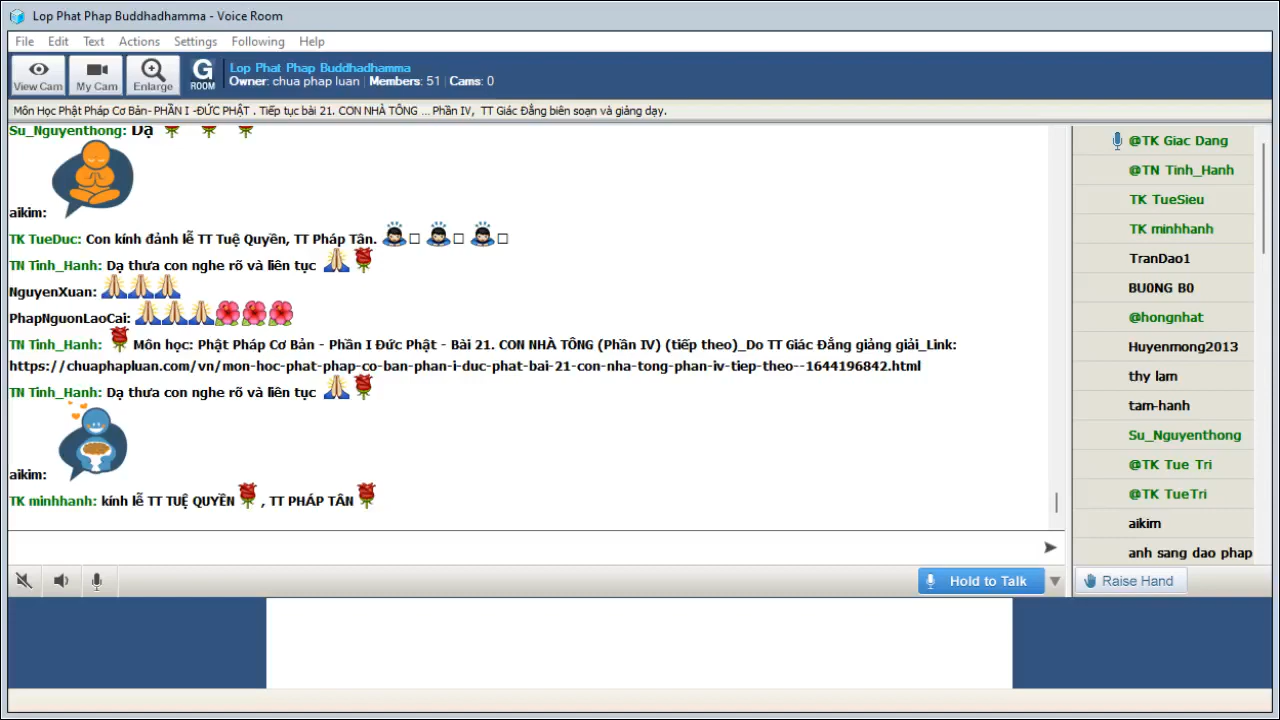 Lop Phat Phap Buddhadhamma - Voice Room
File Edit Text Actions Settings Following Help
View Cam My Cam Enlarge G ROOM
Lop Phat Phap Buddhadhamma
Owner: chua phap luan Members: 51 Cams: 0
Môn Học Phật Pháp Cơ Bản- PHẦN I -ĐỨC PHẬT . Tiếp tục bài 21. CON NHÀ TÔNG ... Phần IV, TT Giác Đẳng biên soạn và giảng dạy.
Su_Nguyenthong: Dạ
aikim:
TK TueDuc: Con kính đảnh lễ TT Tuệ Quyền, TT Pháp Tân.
TN Tinh_Hanh: Dạ thưa con nghe rõ và liên tục
NguyenXuan:
PhapNguonLaoCai:
TN Tinh_Hanh: Môn học: Phật Pháp Cơ Bản - Phần I Đức Phật - Bài 21. CON NHÀ TÔNG (Phần IV) (tiếp theo)_Do TT Giác Đẳng giảng giải_Link:
https://chuaphapluan.com/vn/mon-hoc-phat-phap-co-ban-phan-i-duc-phat-bai-21-con-nha-tong-phan-iv-tiep-theo--1644196842.html
TN Tinh_Hanh: Dạ thưa con nghe rõ và liên tục
aikim:
TK minhhanh: kính lễ TT TUỆ QUYỀN , TT PHÁP TÂN
Hold to Talk
@TK Giac Dang
@TN Tinh_Hanh
TK TueSieu
TK minhhanh
TranDao1
BU0NG B0
@hongnhat
Huyenmong2013
thy lam
tam-hanh
Su_Nguyenthong
@TK Tue Tri
@TK TueTri
aikim
anh sang dao phap
Raise Hand